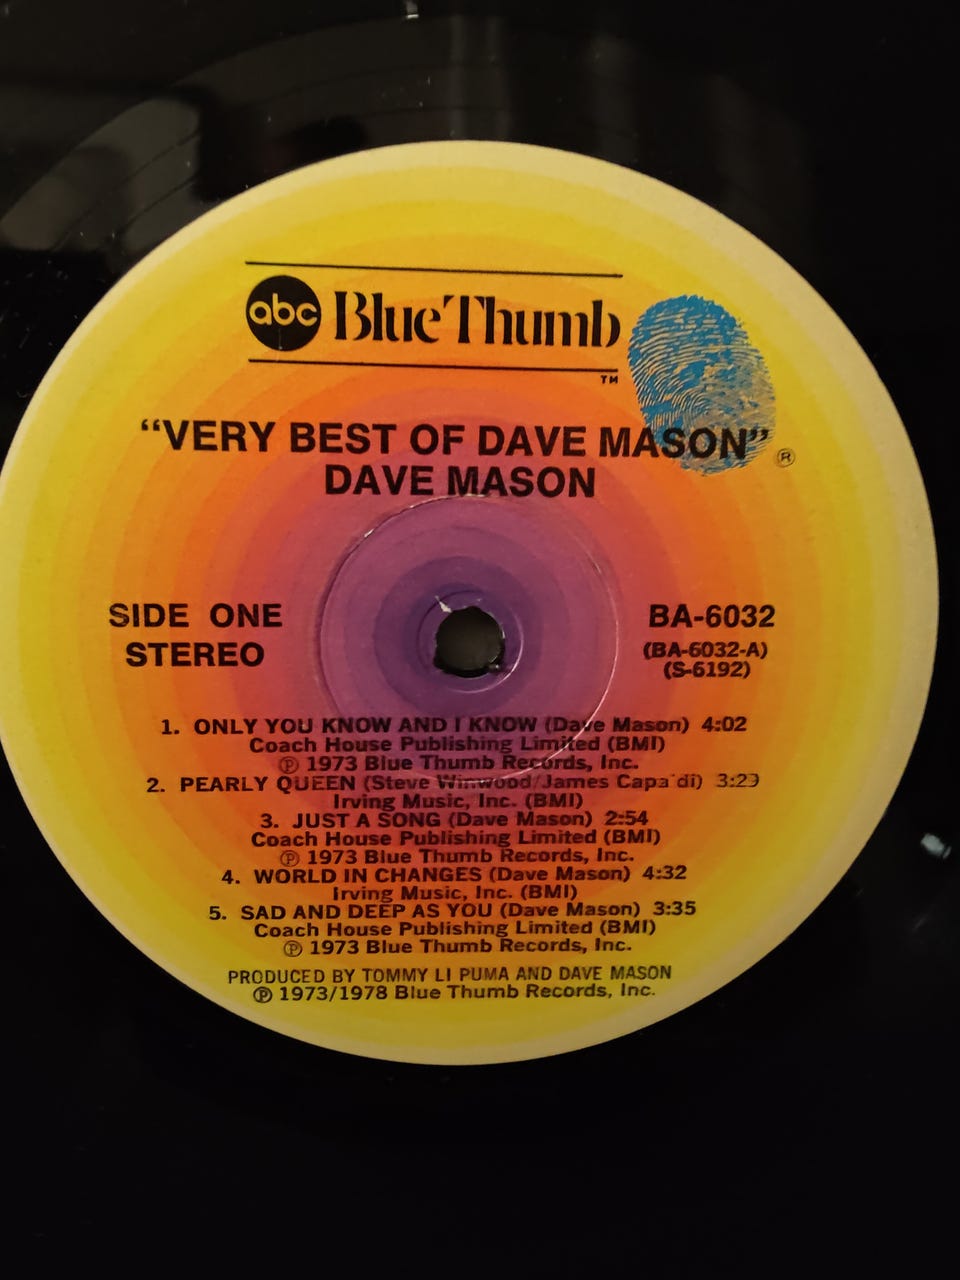 abc Blue Thumb
TM
"VERY BEST OF DAVE MASON"
®
DAVE MASON
SIDE ONE
STEREO
BA-6032
(BA-6032-A)
(S-6192)
1. ONLY YOU KNOW AND I KNOW (Dave Mason) 4:02
Coach House Publishing Limited (BMI)
℗ 1973 Blue Thumb Records, Inc.
2. PEARLY QUEEN (Steve Winwood/James Capa di) 3:29
Irving Music, Inc. (BMI)
3. JUST A SONG (Dave Mason) 2:54
Coach House Publishing Limited (BMI)
℗ 1973 Blue Thumb Records, Inc.
4. WORLD IN CHANGES (Dave Mason) 4:32
Irving Music, Inc. (BMI)
5. SAD AND DEEP AS YOU (Dave Mason) 3:35
Coach House Publishing Limited (BMI)
℗ 1973 Blue Thumb Records, Inc.
PRODUCED BY TOMMY LI PUMA AND DAVE MASON
℗ 1973/1978 Blue Thumb Records, Inc.